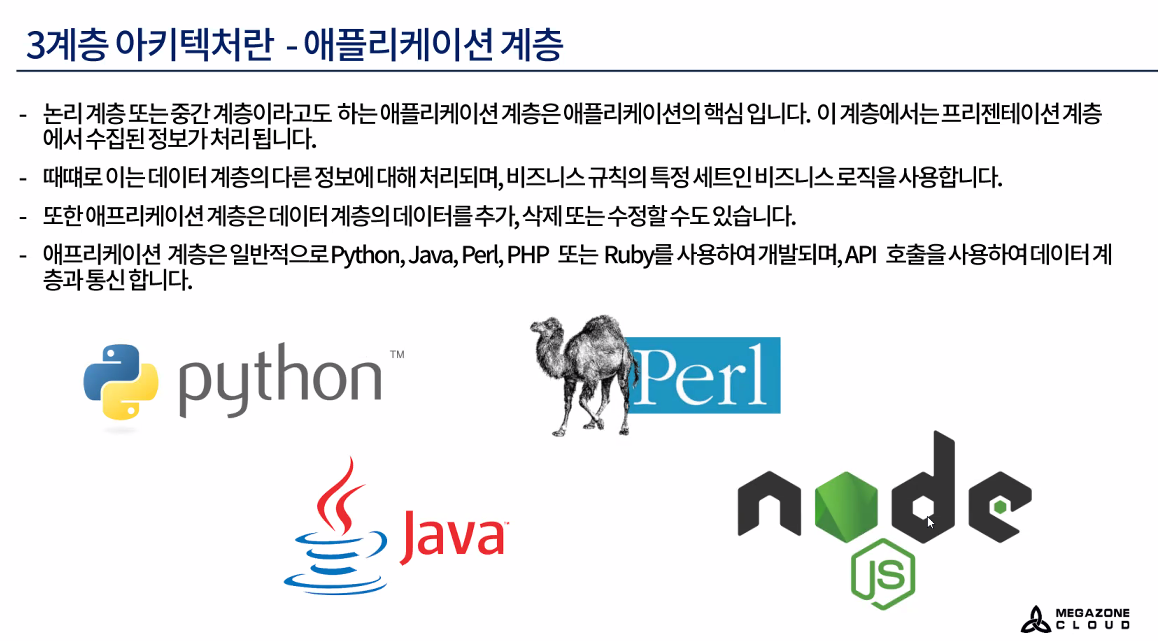 3계층 아키텍처란 - 애플리케이션 계층
- 논리 계층 또는 중간 계층이라고도 하는 애플리케이션 계층은 애플리케이션의 핵심 입니다. 이 계층에서는 프리젠테이션 계층
에서 수집된 정보가 처리 됩니다.
- 때떄로 이는 데이터 계층의 다른 정보에 대해 처리되며, 비즈니스 규칙의 특정 세트인 비즈니스 로직을 사용합니다.
- 또한 애프리케이션 계층은 데이터 계층의 데이터를 추가, 삭제 또는 수정할 수도 있습니다.
- 애프리케이션 계층은 일반적으로 Python, Java, Perl, PHP 또는 Ruby를 사용하여 개발되며, API 호출을 사용하여 데이터 계
층과 통신 합니다.
python TM
Perl
Java TM
node
JS
MEGAZONE
CLOUD